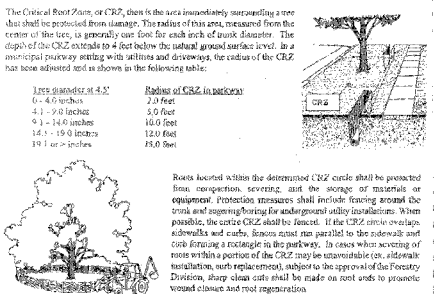 The Critical Root Zone, or CRZ, then is the area immediately surrounding a tree
that shall be protected from damage. The radius of this area, measured from the
center of the tree, is generally one foot for each inch of trunk diameter. The
depth of the CRZ extends to 4 feet below the natural ground surface level. In a
municipal parkway setting with utilities and driveways, the radius of the CRZ
has been adjusted and is shown in the following table:
Tree diameter at 4.5' Radius of CRZ in parkway
0 - 4.0 inches 2.0 feet
4.1 - 9.0 inches 5.0 feet
9.1 - 14.0 inches 10.0 feet
14.5 - 19.0 inches 12.0 feet
19.1 or > inches 15.0 feet
CRZ
Roots located within the determined CRZ circle shall be protected
from compaction, severing, and the storage of materials or
equipment. Protection measures shall include fencing around the
trunk and augering/boring for underground utility installations. When
possible, the entire CRZ shall be fenced. If the CRZ circle overlaps
sidewalks and curbs, fences must run parallel to the sidewalk and
curb forming a rectangle in the parkway. In cases when severing of
roots within a portion of the CRZ may be unavoidable (ex. sidewalk
installation, curb replacement), subject to the approval of the Forestry
Division, sharp clean cuts shall be made on root ends to promote
wound closure and root regeneration